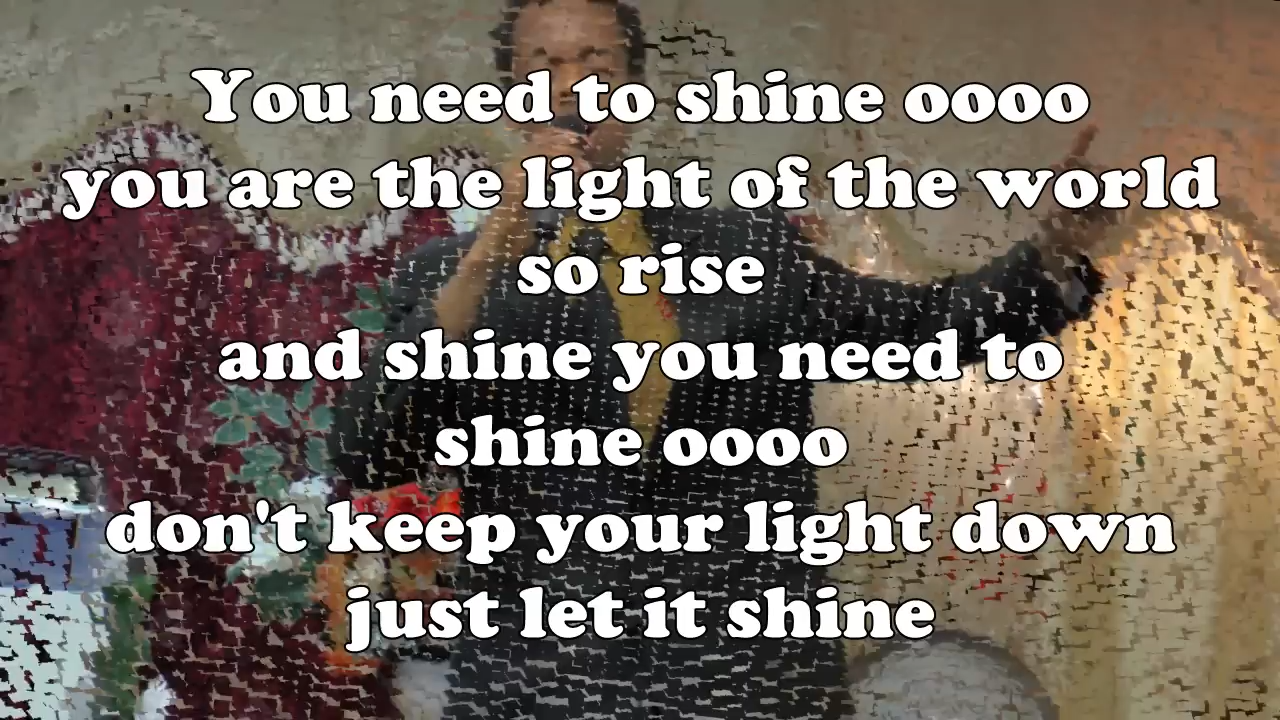 You need to shine oooo
you are the light of the world
so rise
and shine you need to
shine oooo
don't keep your light down
just let it shine